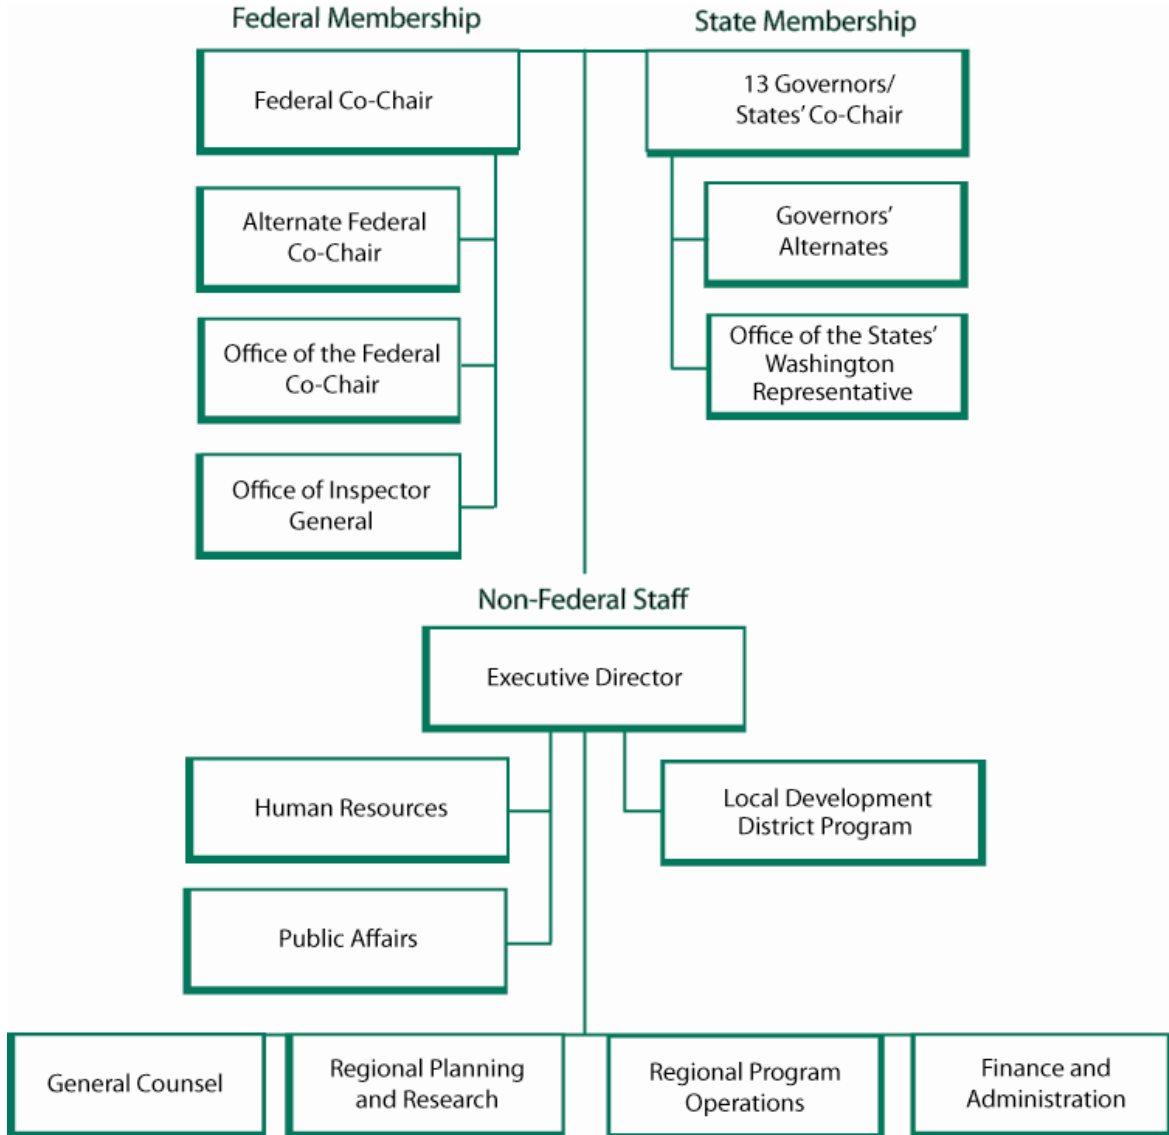 Federal Membership
State Membership
Federal Co-Chair
13 Governors/
States’ Co-Chair
Alternate Federal
Co-Chair
Governors’
Alternates
Office of the Federal
Co-Chair
Office of the States’
Washington
Representative
Office of Inspector
General
Non-Federal Staff
Executive Director
Human Resources
Local Development
District Program
Public Affairs
General Counsel
Regional Planning
and Research
Regional Program
Operations
Finance and
Administration